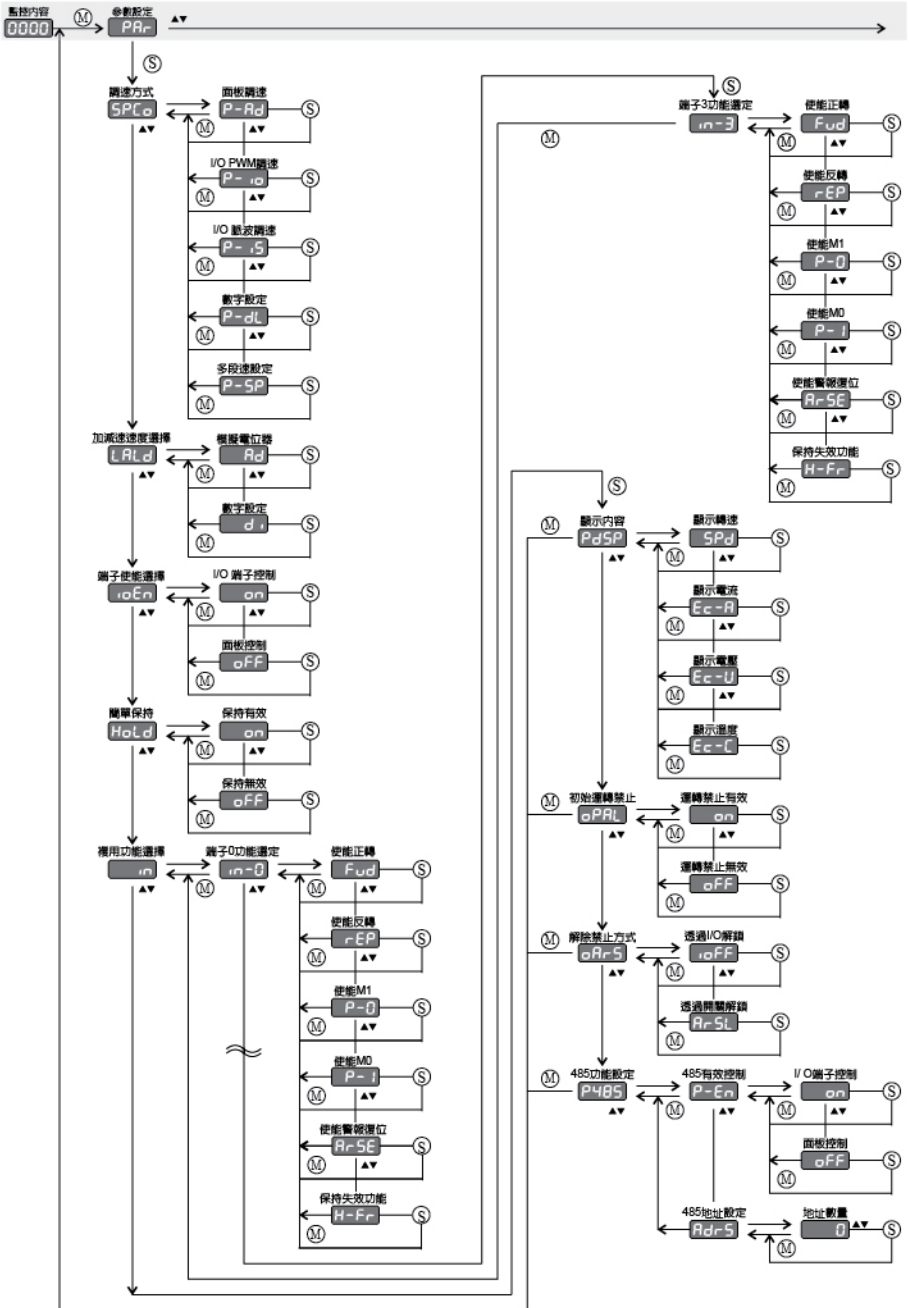 監控內容
0000
Ⓜ
參數設定
PAr
▲▼
Ⓢ
調速方式
SPCo
▲▼
面板調速
P-Ad
Ⓢ
Ⓜ
▲▼
I/O PWM調速
P-io
Ⓢ
Ⓜ
▲▼
I/O 脈波調速
P-iS
Ⓢ
Ⓜ
▲▼
數字設定
P-dL
Ⓢ
Ⓜ
▲▼
多段速設定
P-SP
Ⓢ
Ⓜ
加減速速度選擇
LALd
▲▼
模擬電位器
Ad
Ⓢ
Ⓜ
▲▼
數字設定
di
Ⓢ
Ⓜ
端子使能選擇
ioEn
▲▼
I/O 端子控制
on
Ⓢ
Ⓜ
▲▼
面板控制
oFF
Ⓢ
Ⓜ
簡單保持
HoLd
▲▼
保持有效
on
Ⓢ
Ⓜ
▲▼
保持無效
oFF
Ⓢ
Ⓜ
複用功能選擇
in
▲▼
端子0功能選定
in-0
Ⓜ
▲▼
使能正轉
Fud
Ⓢ
Ⓜ
▲▼
使能反轉
rEP
Ⓢ
Ⓜ
▲▼
使能M1
P-0
Ⓢ
Ⓜ
▲▼
使能M0
P-1
Ⓢ
Ⓜ
▲▼
使能警報復位
ArSE
Ⓢ
Ⓜ
▲▼
保持失效功能
H-Fr
Ⓢ
Ⓜ
Ⓢ
端子3功能選定
in-3
Ⓜ
使能正轉
Fud
Ⓢ
Ⓜ
▲▼
使能反轉
rEP
Ⓢ
Ⓜ
▲▼
使能M1
P-0
Ⓢ
Ⓜ
▲▼
使能M0
P-1
Ⓢ
Ⓜ
▲▼
使能警報復位
ArSE
Ⓢ
Ⓜ
▲▼
保持失效功能
H-Fr
Ⓢ
Ⓜ
Ⓢ
Ⓜ
顯示內容
PdSP
▲▼
顯示轉速
SPd
Ⓢ
Ⓜ
▲▼
顯示電流
Ec-A
Ⓢ
Ⓜ
▲▼
顯示電壓
Ec-U
Ⓢ
Ⓜ
▲▼
顯示溫度
Ec-C
Ⓢ
Ⓜ
Ⓜ
初始運轉禁止
oPAL
▲▼
運轉禁止有效
on
Ⓢ
Ⓜ
▲▼
運轉禁止無效
oFF
Ⓢ
Ⓜ
Ⓜ
解除禁止方式
oArS
▲▼
透過I/O解鎖
ioFF
Ⓢ
Ⓜ
▲▼
透過開關解鎖
ArSL
Ⓢ
Ⓜ
Ⓜ
485功能設定
P485
▲▼
485有效控制
P-En
Ⓜ
▲▼
I/ O端子控制
on
Ⓢ
Ⓜ
▲▼
面板控制
oFF
Ⓢ
Ⓜ
485地址設定
AdrS
地址數量
0
▲▼
Ⓢ
Ⓜ